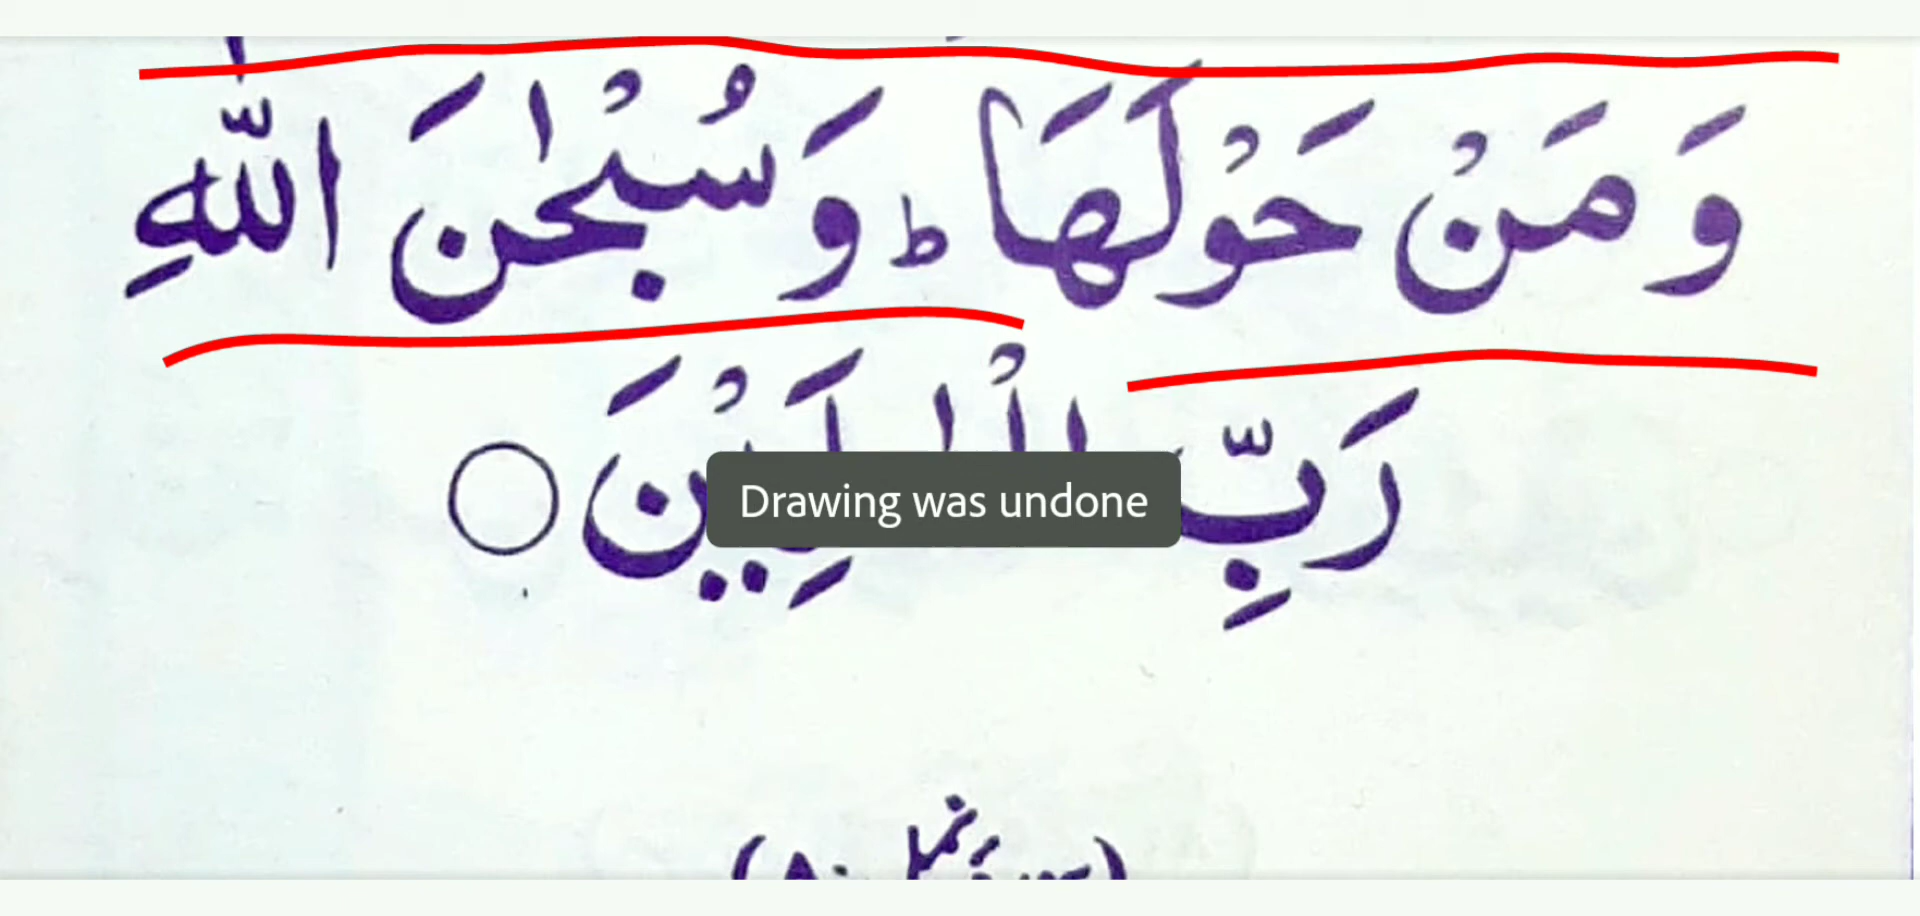 وَ مَنْ حَوْلَهَا ؕ وَ سُبْحٰنَ اللّٰهِ
رَبِّ
Drawing was undone